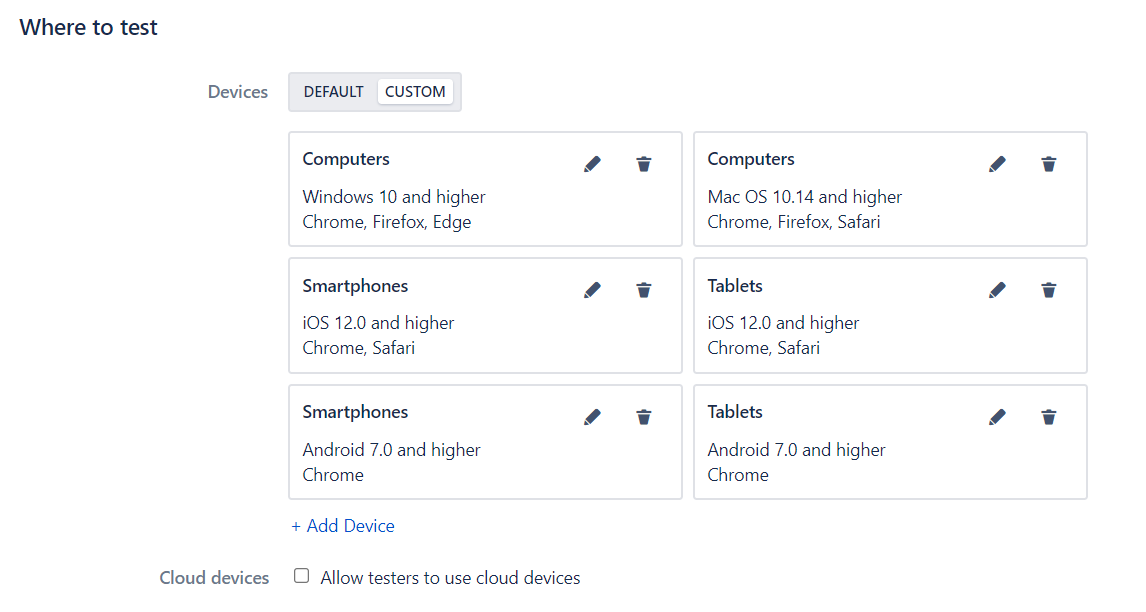 Where to test
Devices
DEFAULT CUSTOM
Computers
Windows 10 and higher
Chrome, Firefox, Edge
Computers
Mac OS 10.14 and higher
Chrome, Firefox, Safari
Smartphones
iOS 12.0 and higher
Chrome, Safari
Tablets
iOS 12.0 and higher
Chrome, Safari
Smartphones
Android 7.0 and higher
Chrome
Tablets
Android 7.0 and higher
Chrome
+ Add Device
Cloud devices
Allow testers to use cloud devices